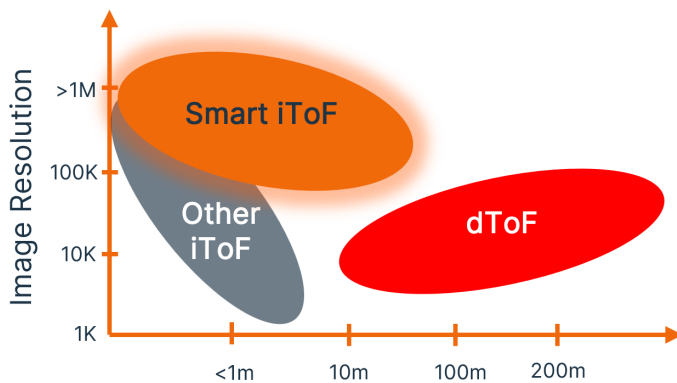 Image Resolution
>1M
100K
10K
1K
Smart iToF
Other
iToF
dToF
<1m
10m
100m
200m